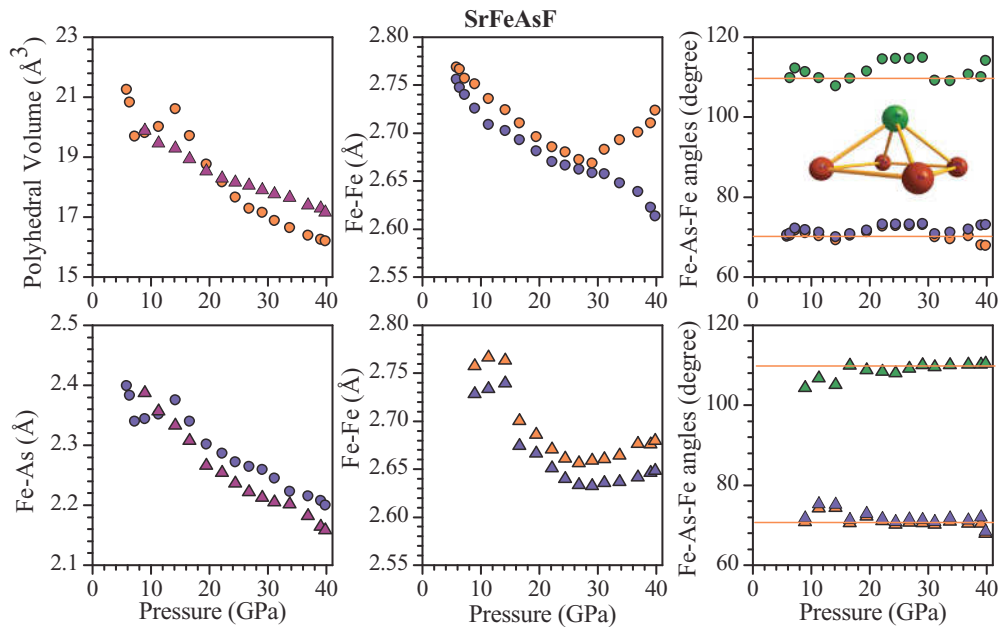 SrFeAsF
Polyhedral Volume (Å³)
23
21
19
17
15
0 10 20 30 40
Fe-Fe (Å)
2.80
2.75
2.70
2.65
2.60
2.55
0 10 20 30 40
Fe-As-Fe angles (degree)
120
100
80
60
0 10 20 30 40
Fe-As (Å)
2.5
2.4
2.3
2.2
2.1
0 10 20 30 40
Pressure (GPa)
Fe-Fe (Å)
2.80
2.75
2.70
2.65
2.60
2.55
0 10 20 30 40
Pressure (GPa)
Fe-As-Fe angles (degree)
120
100
80
60
0 10 20 30 40
Pressure (GPa)